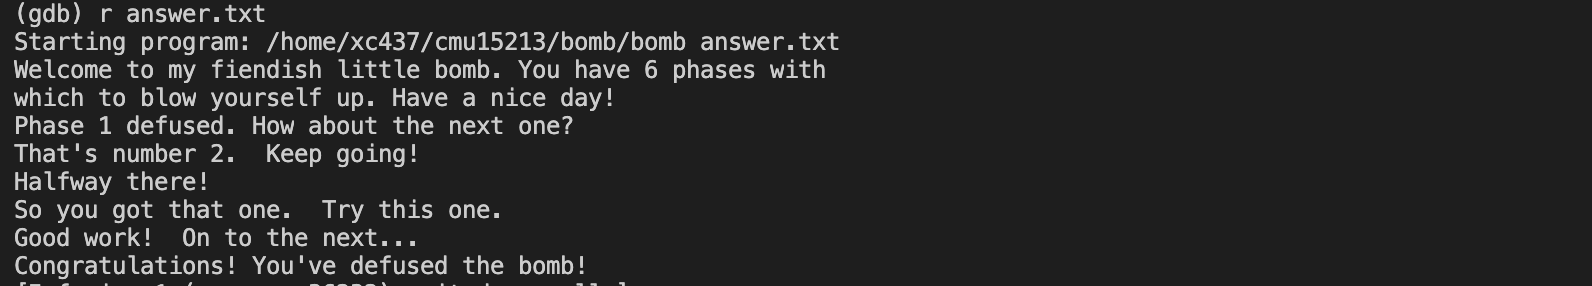 (gdb) r answer.txt
Starting program: /home/xc437/cmu15213/bomb/bomb answer.txt
Welcome to my fiendish little bomb. You have 6 phases with
which to blow yourself up. Have a nice day!
Phase 1 defused. How about the next one?
That's number 2.  Keep going!
Halfway there!
So you got that one.  Try this one.
Good work!  On to the next...
Congratulations! You've defused the bomb!